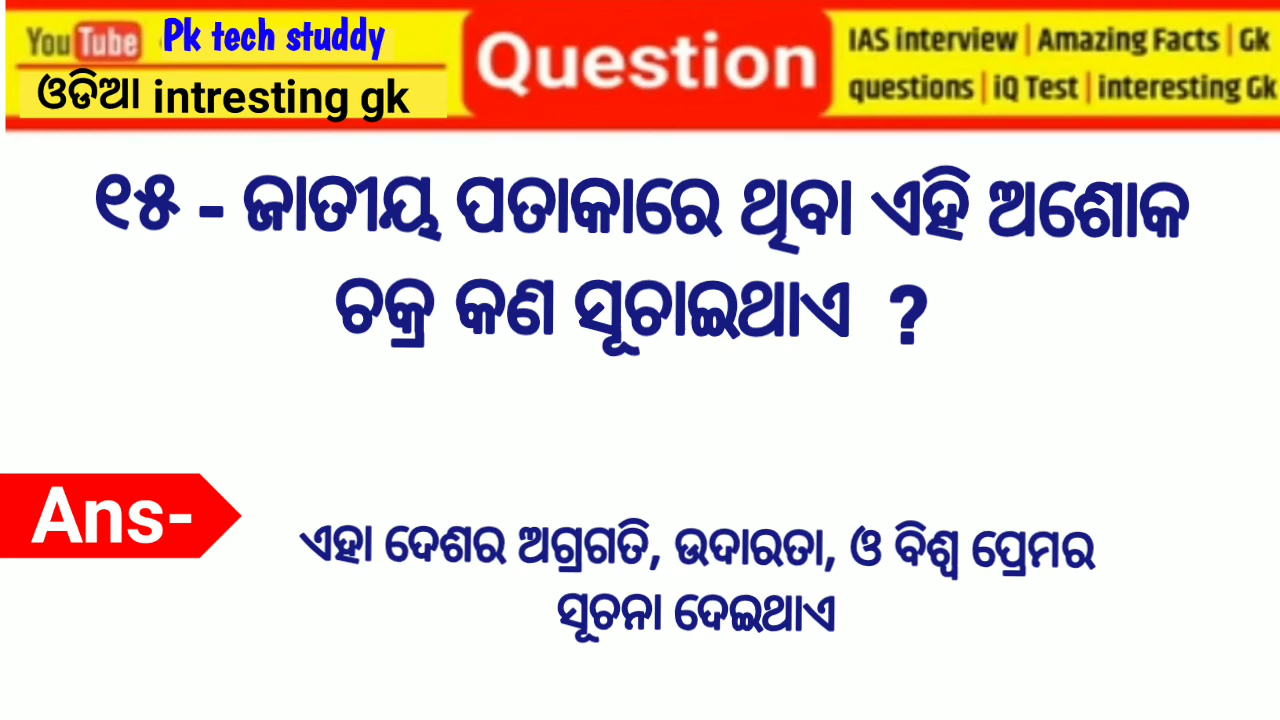 YouTube Pk tech studdy
ଓଡିଆ intresting gk
Question
IAS interview | Amazing Facts | Gk
questions | iQ Test | interesting Gk
୧୫ - ଜାତୀୟ ପତାକାରେ ଥିବା ଏହି ଅଶୋକ
ଚକ୍ର କଣ ସୂଚାଇଥାଏ ?
Ans-
ଏହା ଦେଶର ଅଗ୍ରଗତି, ଉଦାରତା, ଓ ବିଶ୍ୱ ପ୍ରେମର
ସୂଚନା ଦେଇଥାଏ